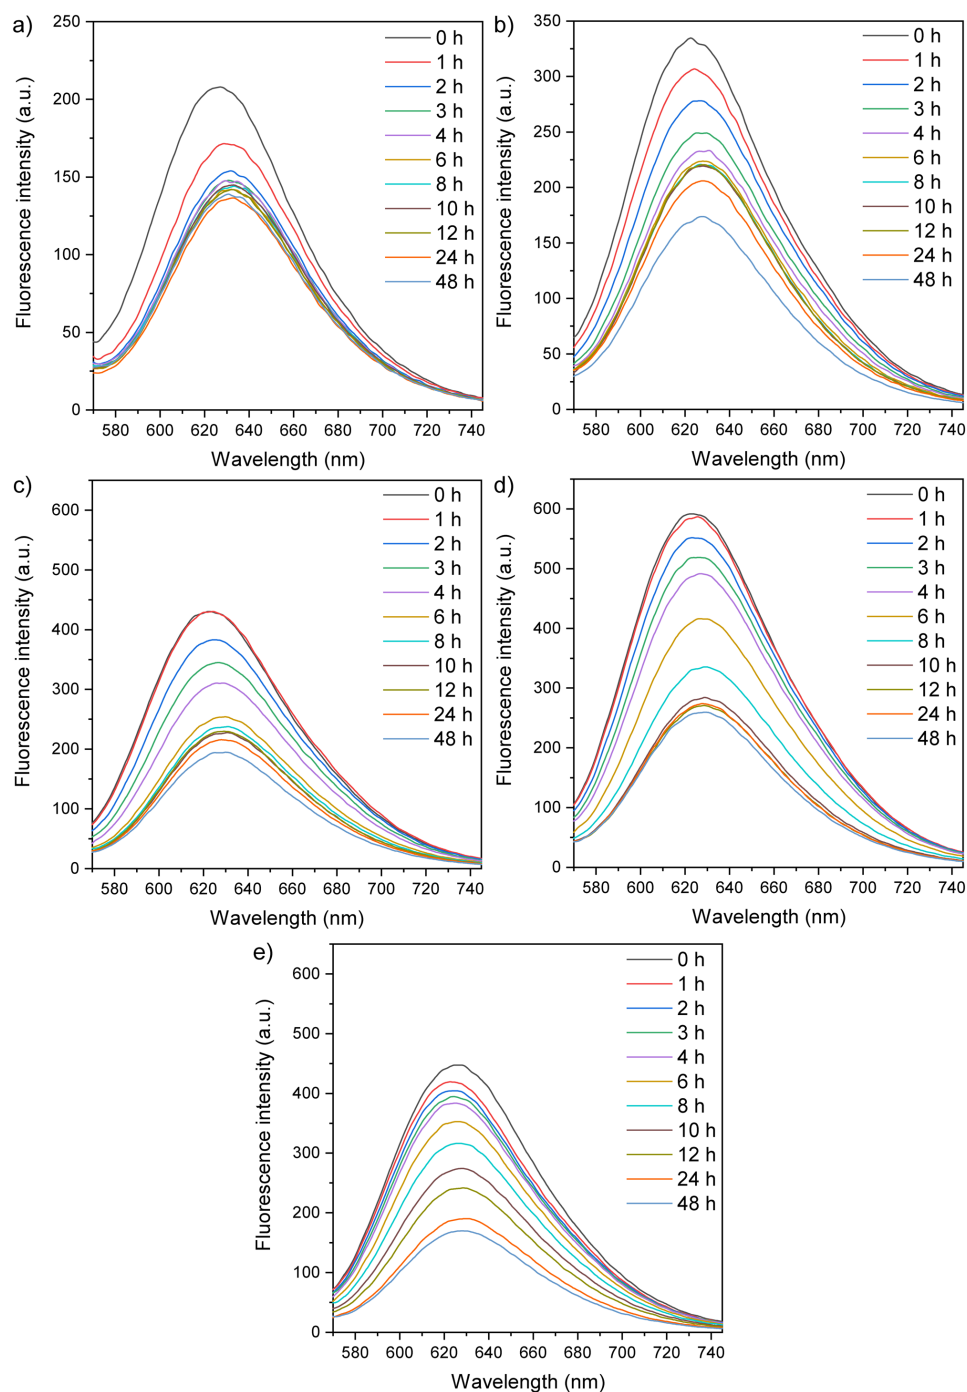 a)
Fluorescence intensity (a.u.)
250
200
150
100
50
0
0 h
1 h
2 h
3 h
4 h
6 h
8 h
10 h
12 h
24 h
48 h
580 600 620 640 660 680 700 720 740
Wavelength (nm)
b)
Fluorescence intensity (a.u.)
350
300
250
200
150
100
50
0
0 h
1 h
2 h
3 h
4 h
6 h
8 h
10 h
12 h
24 h
48 h
580 600 620 640 660 680 700 720 740
Wavelength (nm)
c)
Fluorescence intensity (a.u.)
600
500
400
300
200
100
0
0 h
1 h
2 h
3 h
4 h
6 h
8 h
10 h
12 h
24 h
48 h
580 600 620 640 660 680 700 720 740
Wavelength (nm)
d)
Fluorescence intensity (a.u.)
600
500
400
300
200
100
0
0 h
1 h
2 h
3 h
4 h
6 h
8 h
10 h
12 h
24 h
48 h
580 600 620 640 660 680 700 720 740
Wavelength (nm)
e)
Fluorescence intensity (a.u.)
600
500
400
300
200
100
0
0 h
1 h
2 h
3 h
4 h
6 h
8 h
10 h
12 h
24 h
48 h
580 600 620 640 660 680 700 720 740
Wavelength (nm)